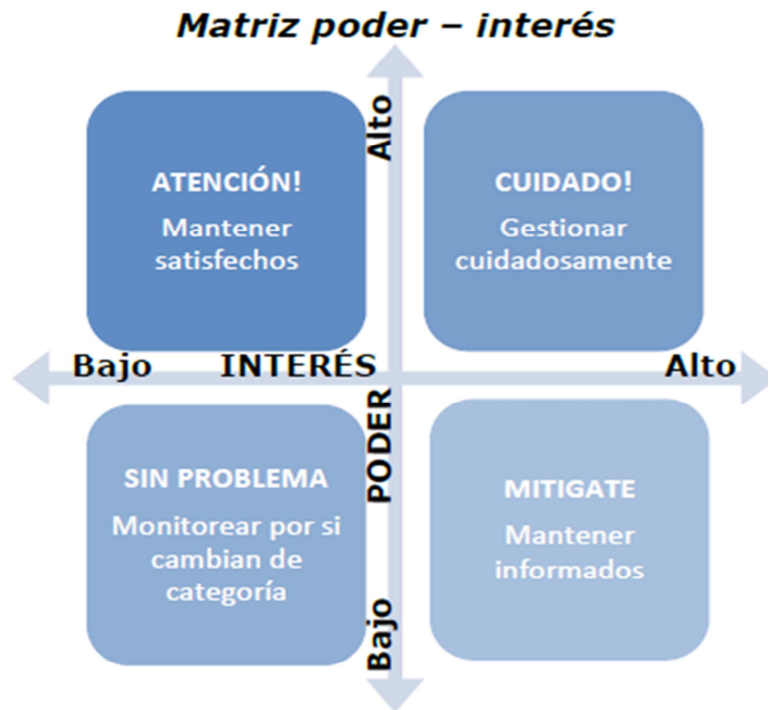 Matriz poder – interés
Alto
ATENCIÓN!
Mantener
satisfechos
CUIDADO!
Gestionar
cuidadosamente
Bajo
INTERÉS
Alto
PODER
SIN PROBLEMA
Monitorear por si
cambian de
categoría
MITIGATE
Mantener
informados
Bajo